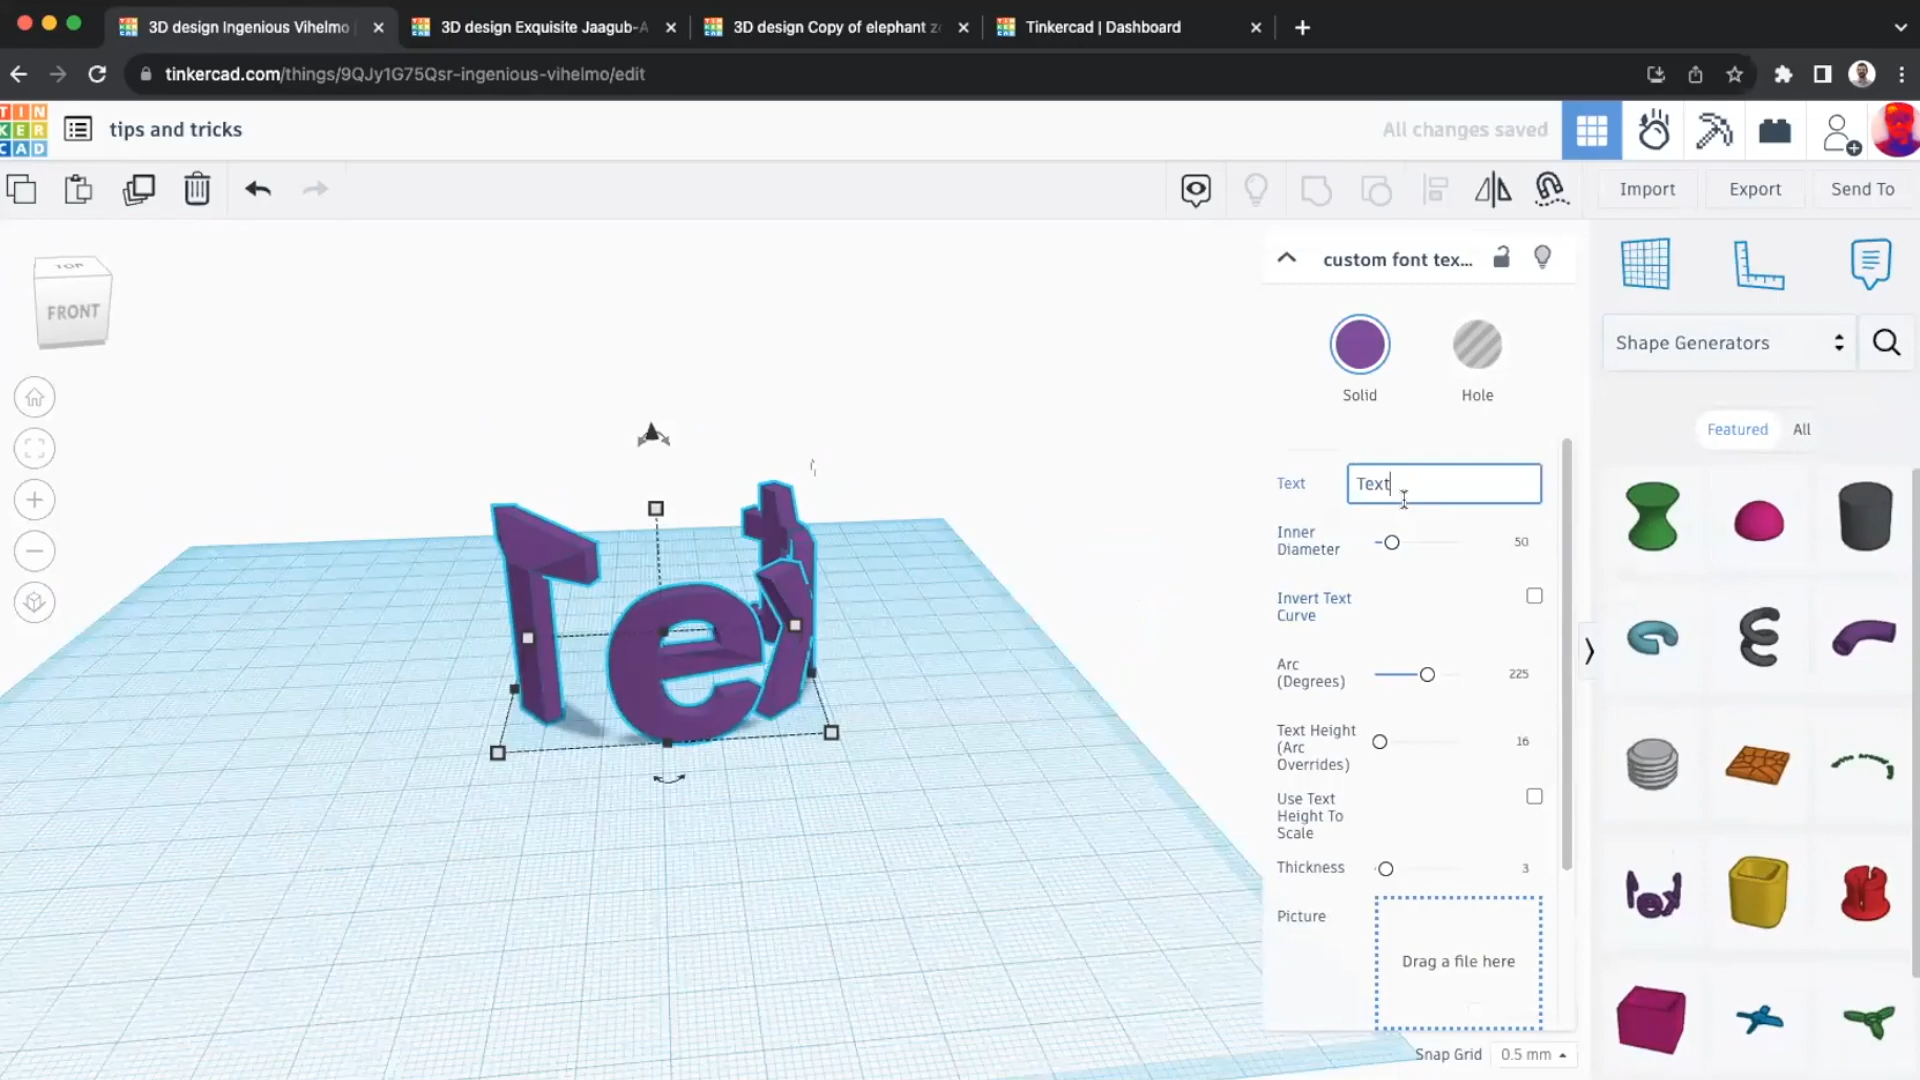 3D design Ingenious Vihelmo
3D design Exquisite Jaagub-A
3D design Copy of elephant z
Tinkercad | Dashboard
tinkercad.com/things/9QJy1G75Qsr-ingenious-vihelmo/edit
TIN
KER
CAD
tips and tricks
All changes saved
Import
Export
Send To
TOP
FRONT
custom font tex...
Solid
Hole
Shape Generators
Featured
All
Text
Text
Inner
Diameter
50
Invert Text
Curve
Arc
(Degrees)
225
Text Height
(Arc
Overrides)
16
Use Text
Height To
Scale
Thickness
3
Picture
Drag a file here
Snap Grid
0.5 mm
Text